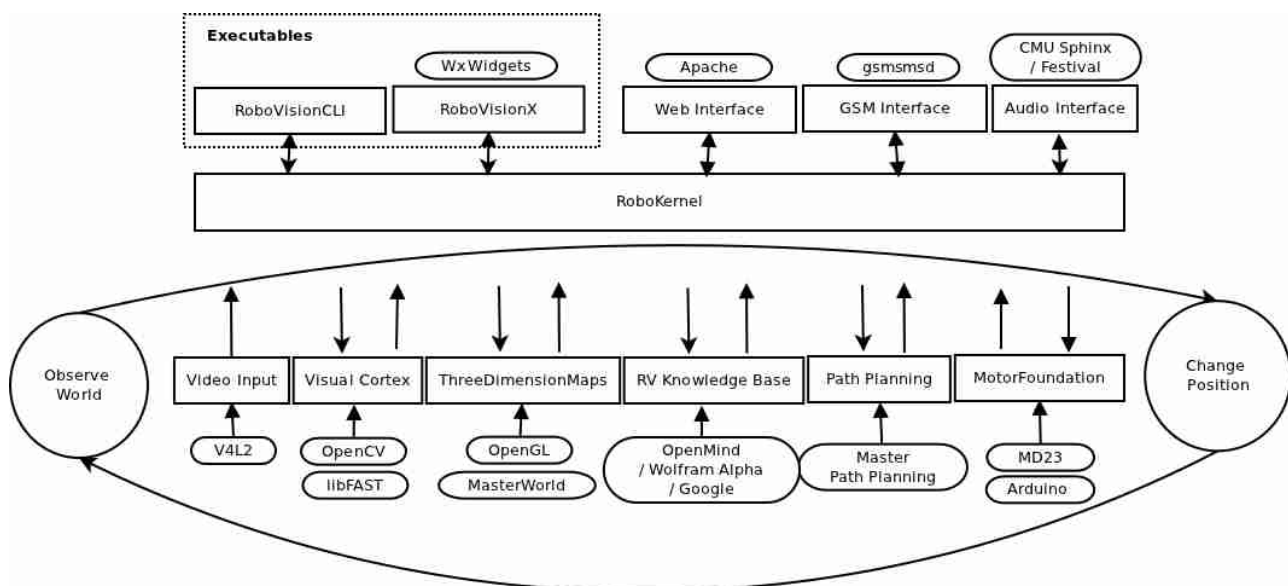 Executables
WxWidgets
Apache
gsmsmsd
CMU Sphinx
/ Festival
RoboVisionCLI
RoboVisionX
Web Interface
GSM Interface
Audio Interface
RoboKernel
Observe
World
Video Input
Visual Cortex
ThreeDimensionMaps
RV Knowledge Base
Path Planning
MotorFoundation
Change
Position
V4L2
OpenCV
libFAST
OpenGL
MasterWorld
OpenMind
/ Wolfram Alpha
/ Google
Master
Path Planning
MD23
Arduino